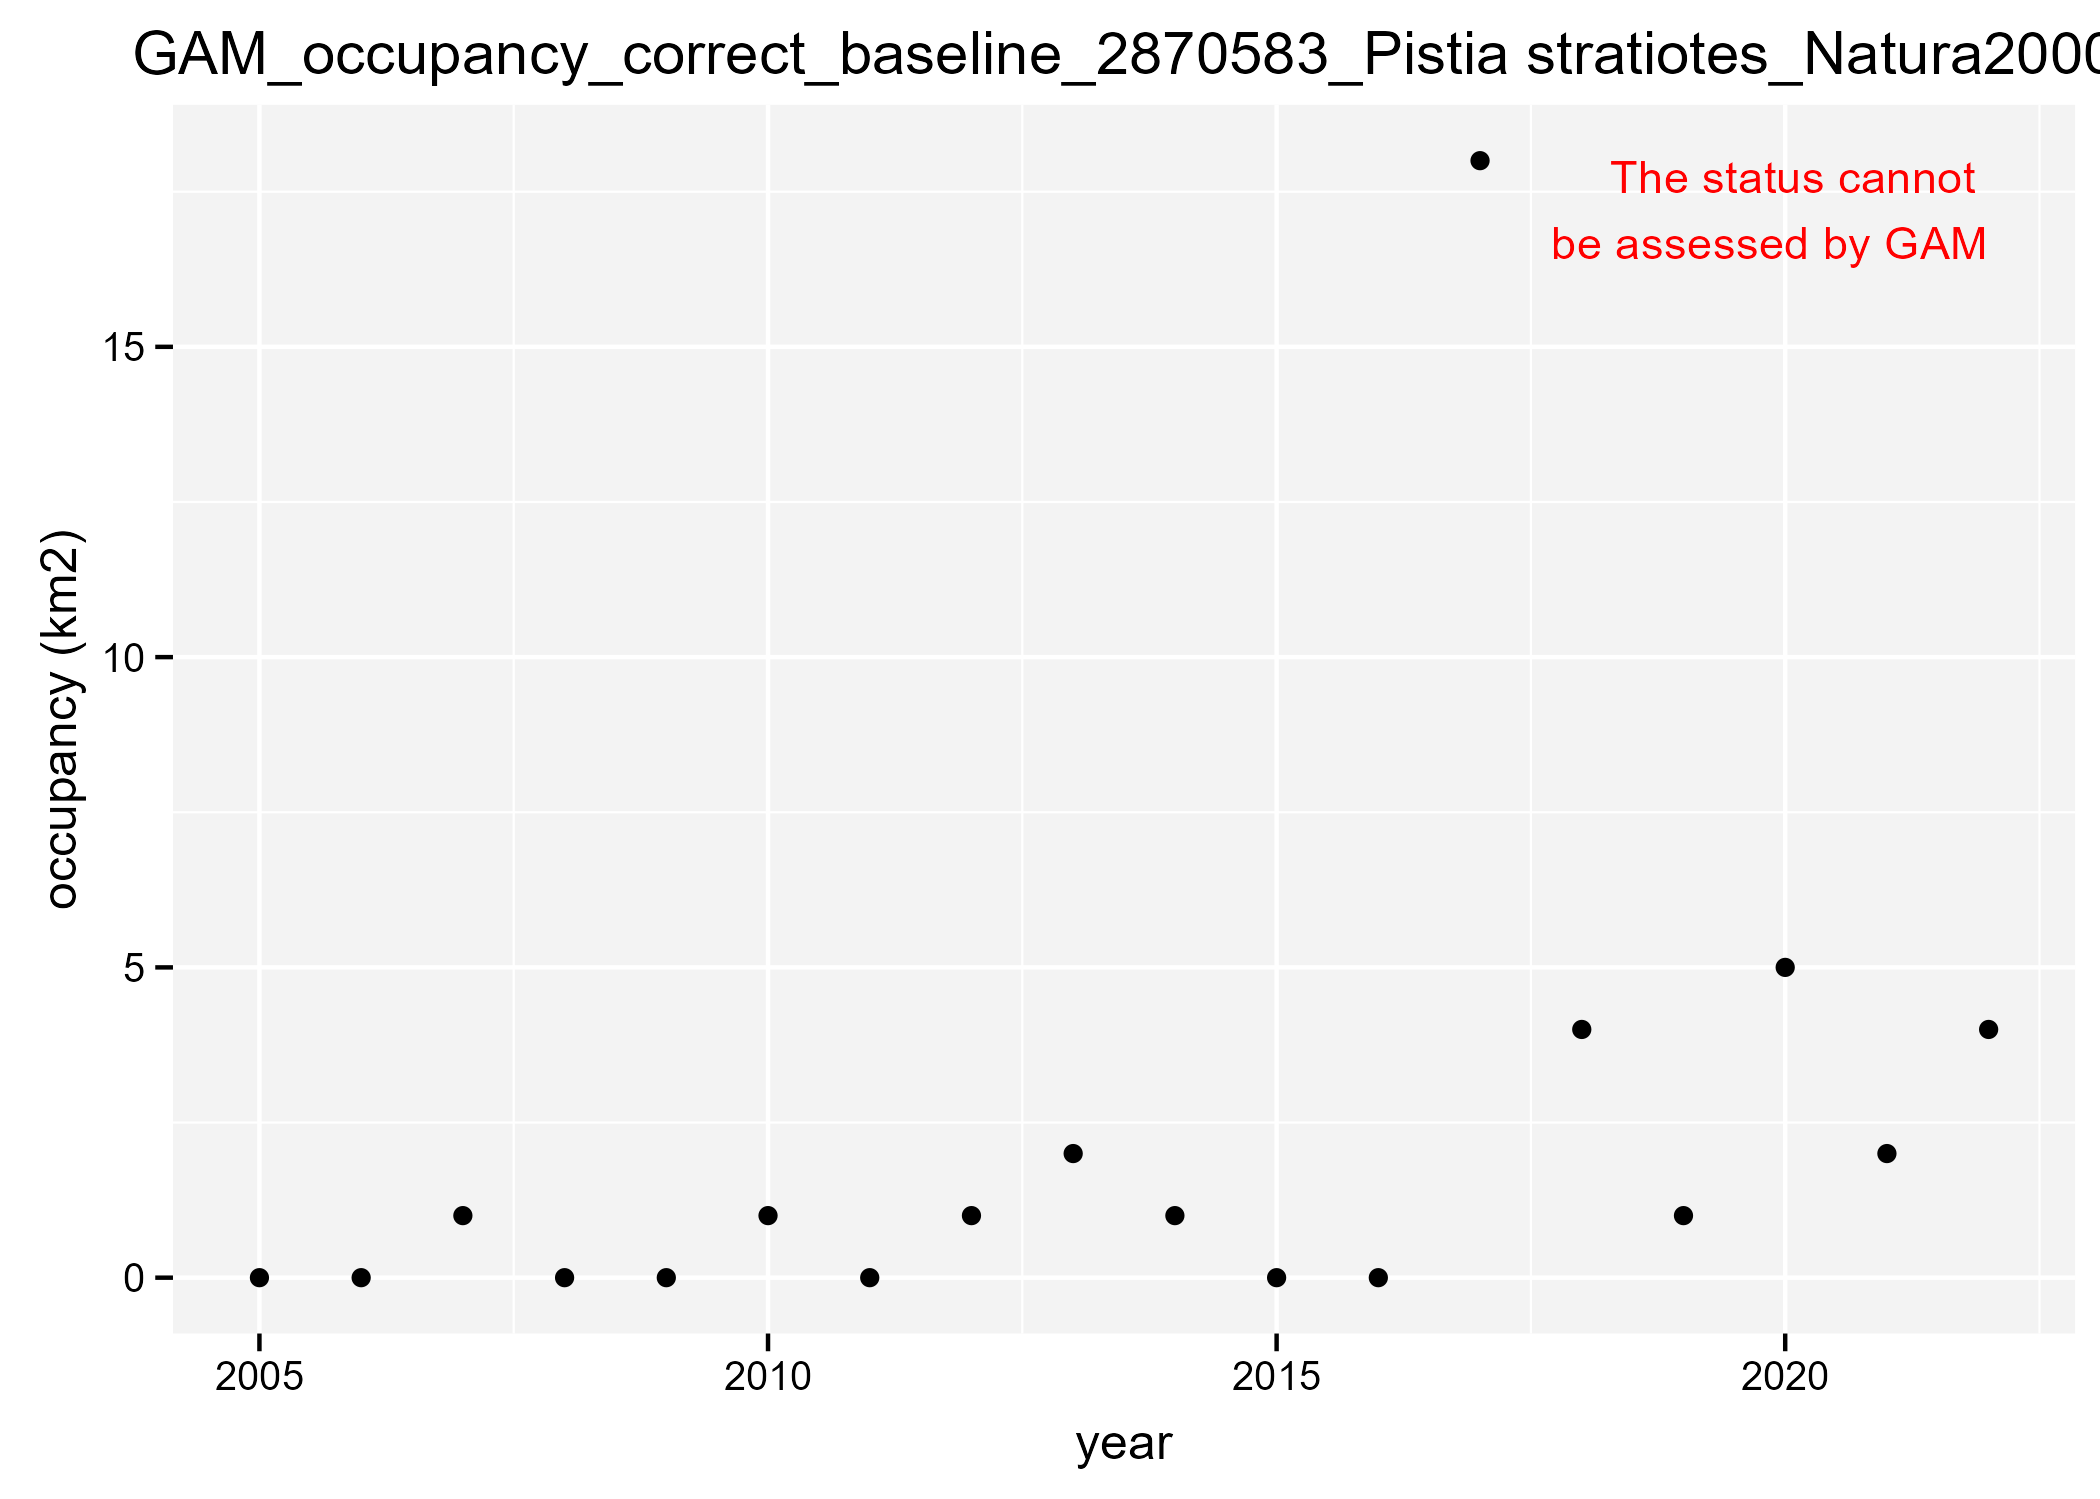 GAM_occupancy_correct_baseline_2870583_Pistia stratiotes_Natura2000
The status cannot
be assessed by GAM
15
10
5
0
occupancy (km2)
2005 2010 2015 2020
year